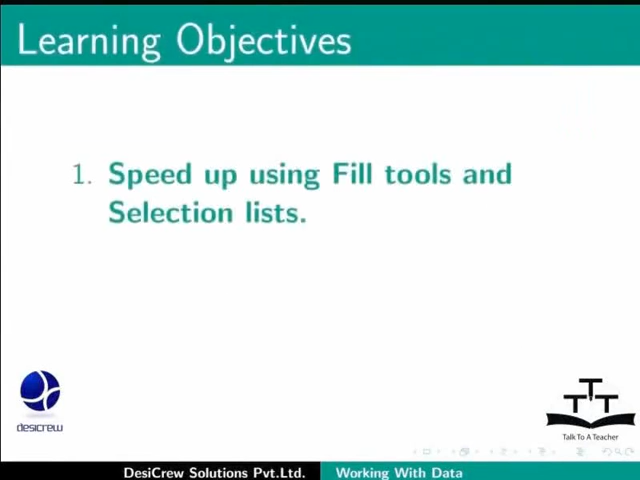 Learning Objectives
1. Speed up using Fill tools and
Selection lists.
desicrew
T T T
Talk To A Teacher
DesiCrew Solutions Pvt.Ltd. Working With Data